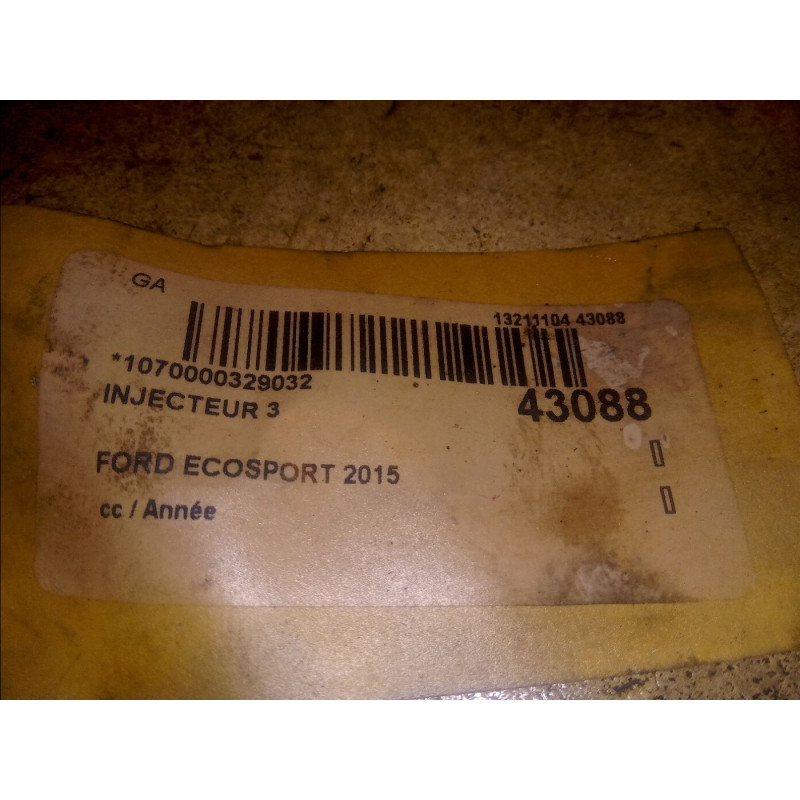 GA
13211104 43088
*1070000329032
INJECTEUR 3
43088
FORD ECOSPORT 2015
cc / Année